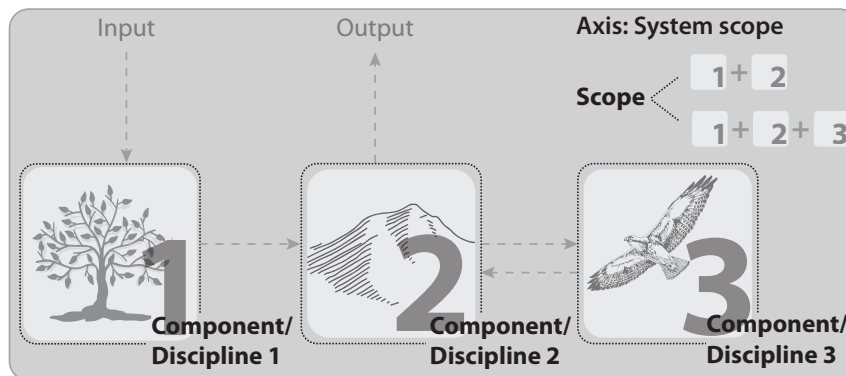 Input
Output
Axis: System scope
Scope
1 + 2
1 + 2 + 3
1
2
3
Component/
Discipline 1
Component/
Discipline 2
Component/
Discipline 3